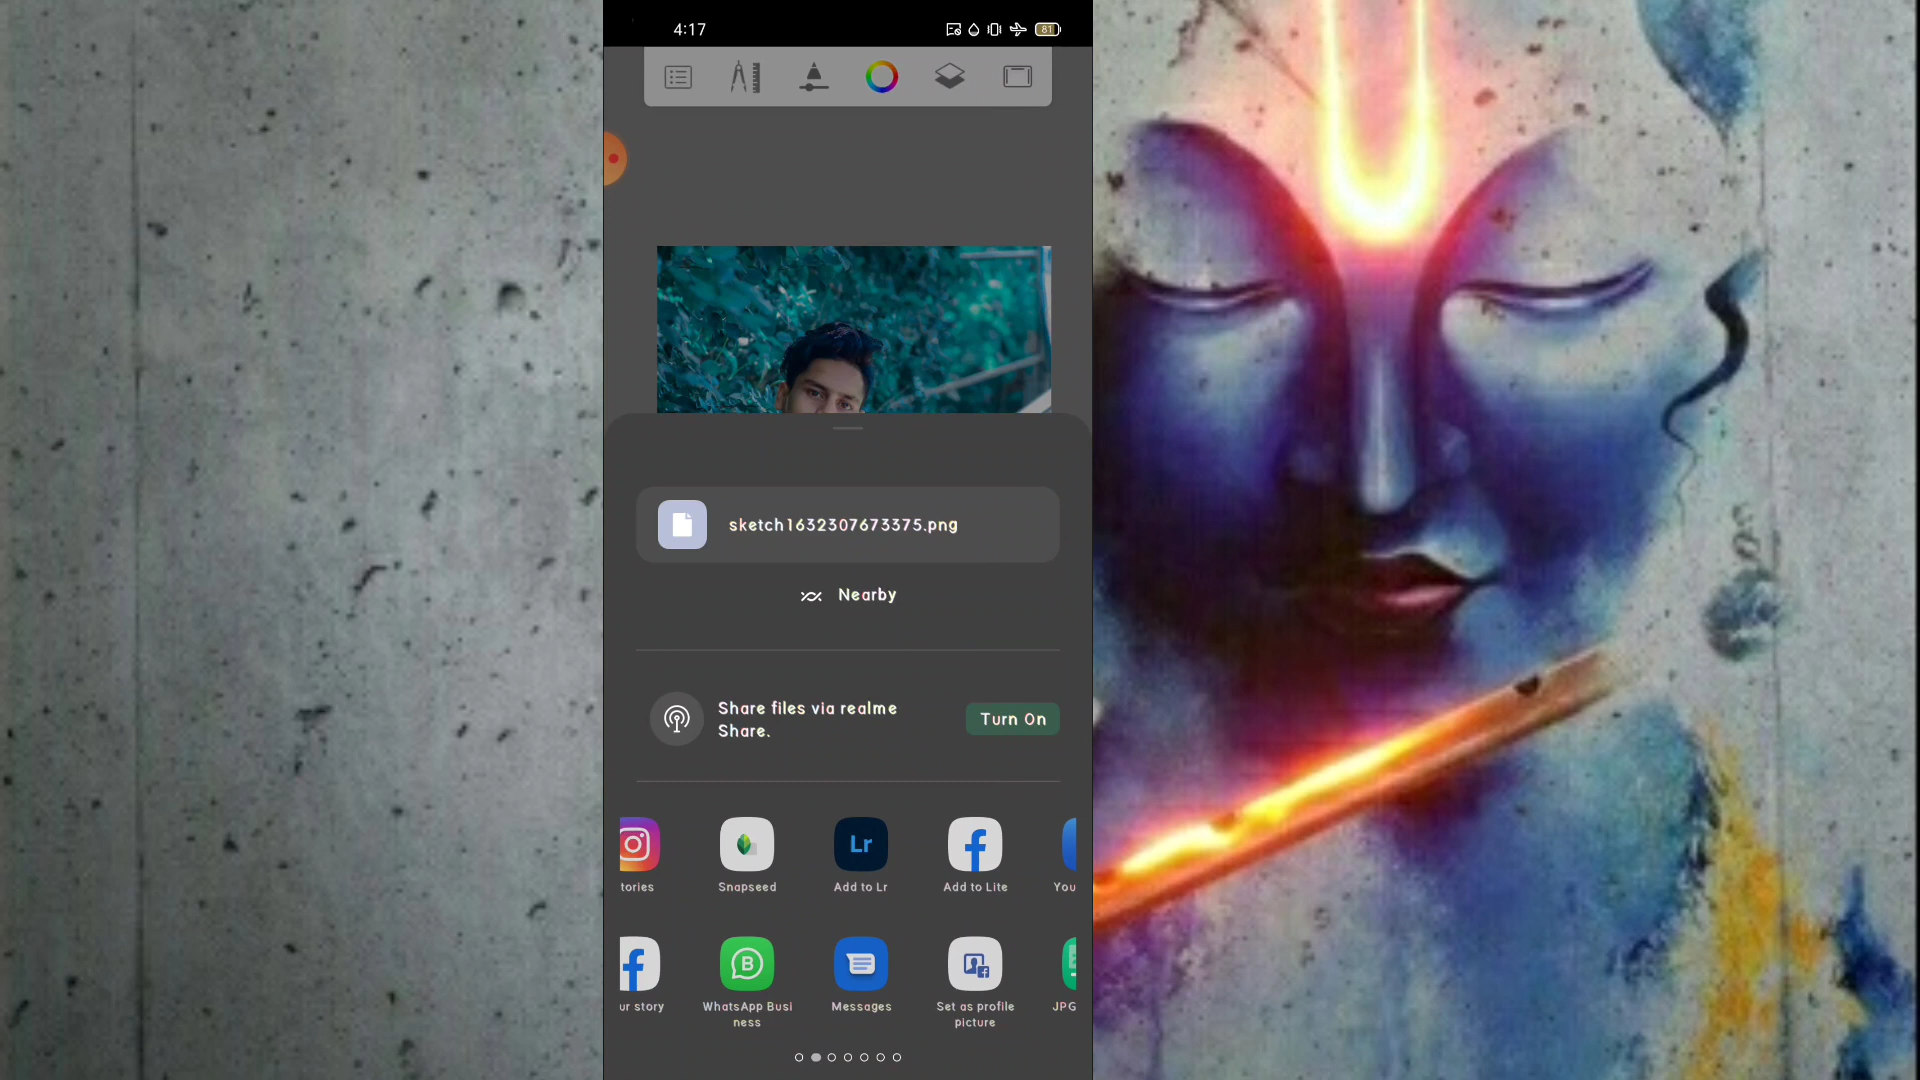 4:17
81
sketch1632307673375.png
Nearby
Share files via realme
Share.
Turn On
Lr
tories
Snapseed
Add to Lr
Add to Lite
You
B
ur story
WhatsApp Busi
ness
Messages
Set as profile
picture
JPG